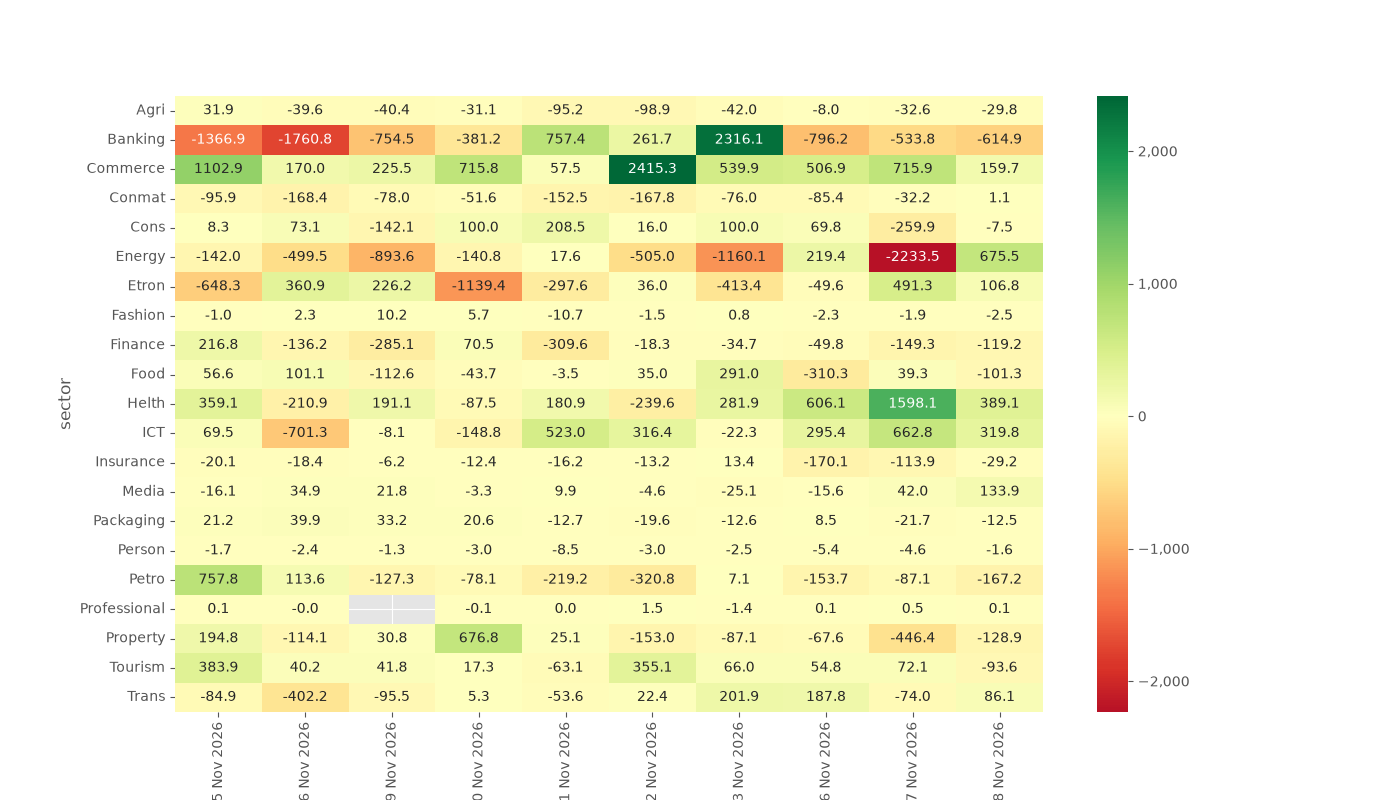 Agri 31.9 -39.6 -40.4 -31.1 -95.2 -98.9 -42.0 -8.0 -32.6 -29.8
Banking -1366.9 -1760.8 -754.5 -381.2 757.4 261.7 2316.1 -796.2 -533.8 -614.9
Commerce 1102.9 170.0 225.5 715.8 57.5 2415.3 539.9 506.9 715.9 159.7
Conmat -95.9 -168.4 -78.0 -51.6 -152.5 -167.8 -76.0 -85.4 -32.2 1.1
Cons 8.3 73.1 -142.1 100.0 208.5 16.0 100.0 69.8 -259.9 -7.5
Energy -142.0 -499.5 -893.6 -140.8 17.6 -505.0 -1160.1 219.4 -2233.5 675.5
Etron -648.3 360.9 226.2 -1139.4 -297.6 36.0 -413.4 -49.6 491.3 106.8
Fashion -1.0 2.3 10.2 5.7 -10.7 -1.5 0.8 -2.3 -1.9 -2.5
Finance 216.8 -136.2 -285.1 70.5 -309.6 -18.3 -34.7 -49.8 -149.3 -119.2
Food 56.6 101.1 -112.6 -43.7 -3.5 35.0 291.0 -310.3 39.3 -101.3
Helth 359.1 -210.9 191.1 -87.5 180.9 -239.6 281.9 606.1 1598.1 389.1
ICT 69.5 -701.3 -8.1 -148.8 523.0 316.4 -22.3 295.4 662.8 319.8
Insurance -20.1 -18.4 -6.2 -12.4 -16.2 -13.2 13.4 -170.1 -113.9 -29.2
Media -16.1 34.9 21.8 -3.3 9.9 -4.6 -25.1 -15.6 42.0 133.9
Packaging 21.2 39.9 33.2 20.6 -12.7 -19.6 -12.6 8.5 -21.7 -12.5
Person -1.7 -2.4 -1.3 -3.0 -8.5 -3.0 -2.5 -5.4 -4.6 -1.6
Petro 757.8 113.6 -127.3 -78.1 -219.2 -320.8 7.1 -153.7 -87.1 -167.2
Professional 0.1 -0.0 -0.1 0.0 1.5 -1.4 0.1 0.5 0.1
Property 194.8 -114.1 30.8 676.8 25.1 -153.0 -87.1 -67.6 -446.4 -128.9
Tourism 383.9 40.2 41.8 17.3 -63.1 355.1 66.0 54.8 72.1 -93.6
Trans -84.9 -402.2 -95.5 5.3 -53.6 22.4 201.9 187.8 -74.0 86.1
sector
Nov 2026
Nov 2026
Nov 2026
Nov 2026
Nov 2026
Nov 2026
Nov 2026
Nov 2026
Nov 2026
Nov 2026
2,000
1,000
0
−1,000
−2,000